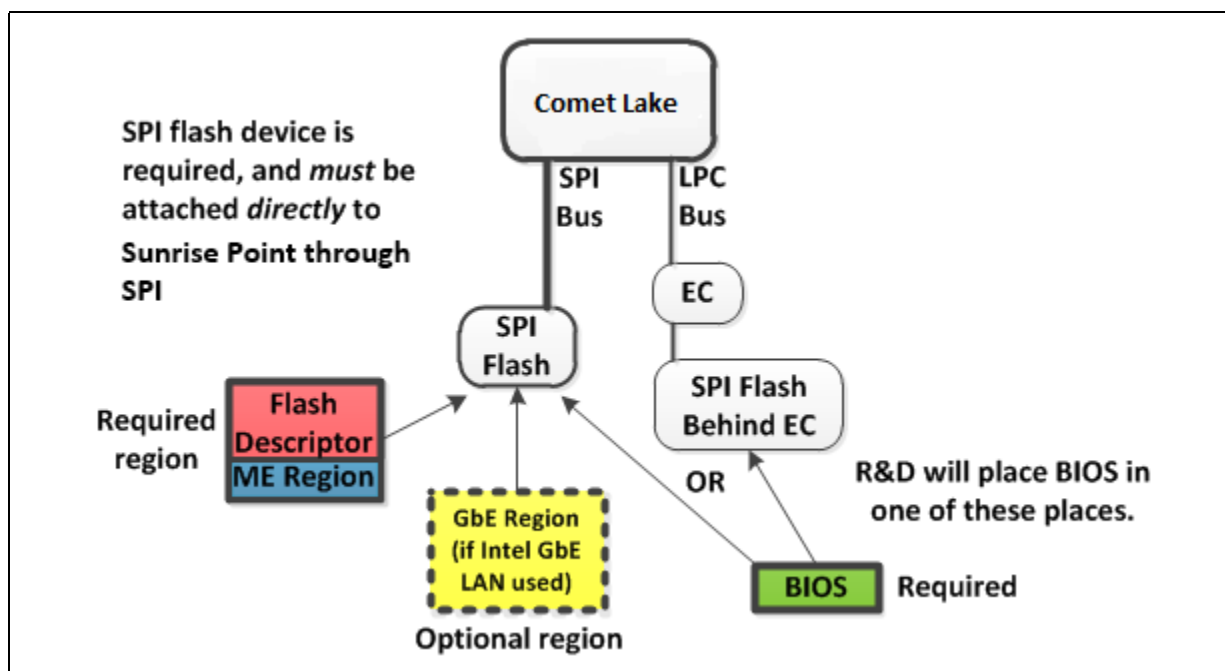 Comet Lake
SPI flash device is
required, and must be
attached directly to
Sunrise Point through
SPI
SPI
Bus
LPC
Bus
EC
SPI
Flash
SPI Flash
Behind EC
Required
region
Flash
Descriptor
ME Region
OR
R&D will place BIOS in
one of these places.
GbE Region
(if Intel GbE
LAN used)
Optional region
BIOS
Required